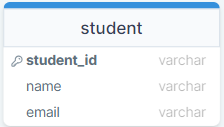 student
student_id varchar
name varchar
email varchar